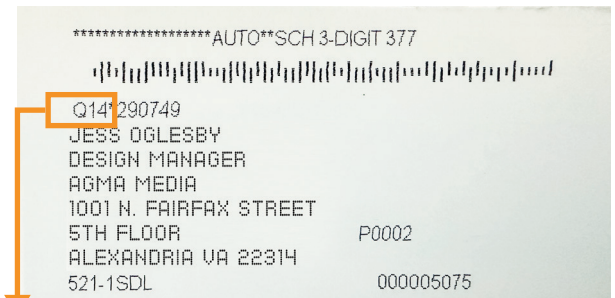 *******************AUTO**SCH 3-DIGIT 377
Q14*290749
JESS OGLESBY
DESIGN MANAGER
AGMA MEDIA
1001 N. FAIRFAX STREET
5TH FLOOR P0002
ALEXANDRIA VA 22314
521-1SDL 000005075